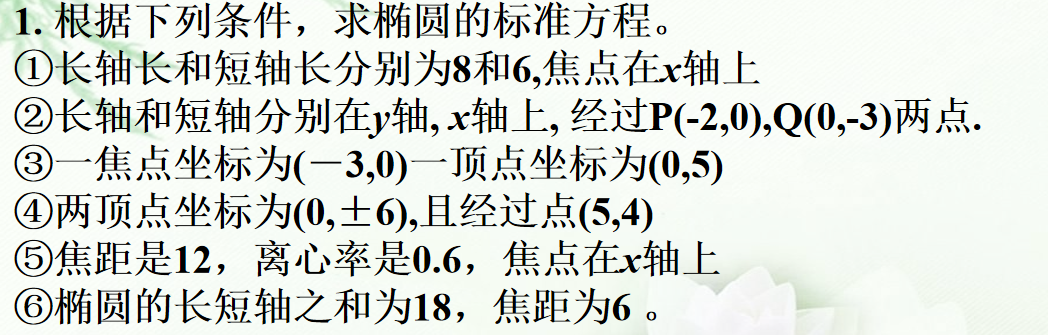 1. 根据下列条件，求椭圆的标准方程。
①长轴长和短轴长分别为8和6,焦点在x轴上
②长轴和短轴分别在y轴, x轴上, 经过P(-2,0),Q(0,-3)两点.
③一焦点坐标为(－3,0)一顶点坐标为(0,5)
④两顶点坐标为(0,±6),且经过点(5,4)
⑤焦距是12，离心率是0.6，焦点在x轴上
⑥椭圆的长短轴之和为18，焦距为6 。